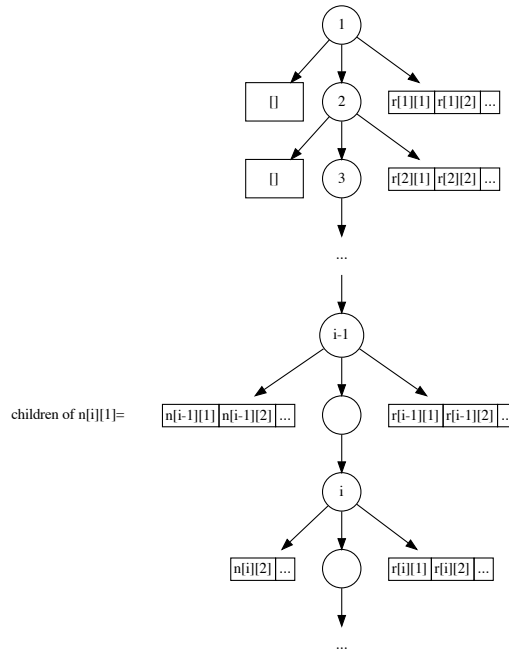 1
[] 2 r[1][1] r[1][2] ...
[] 3 r[2][1] r[2][2] ...
...
i-1
children of n[i][1]= n[i-1][1] n[i-1][2] ... r[i-1][1] r[i-1][2] ...
i
n[i][2] ... r[i][1] r[i][2] ...
...